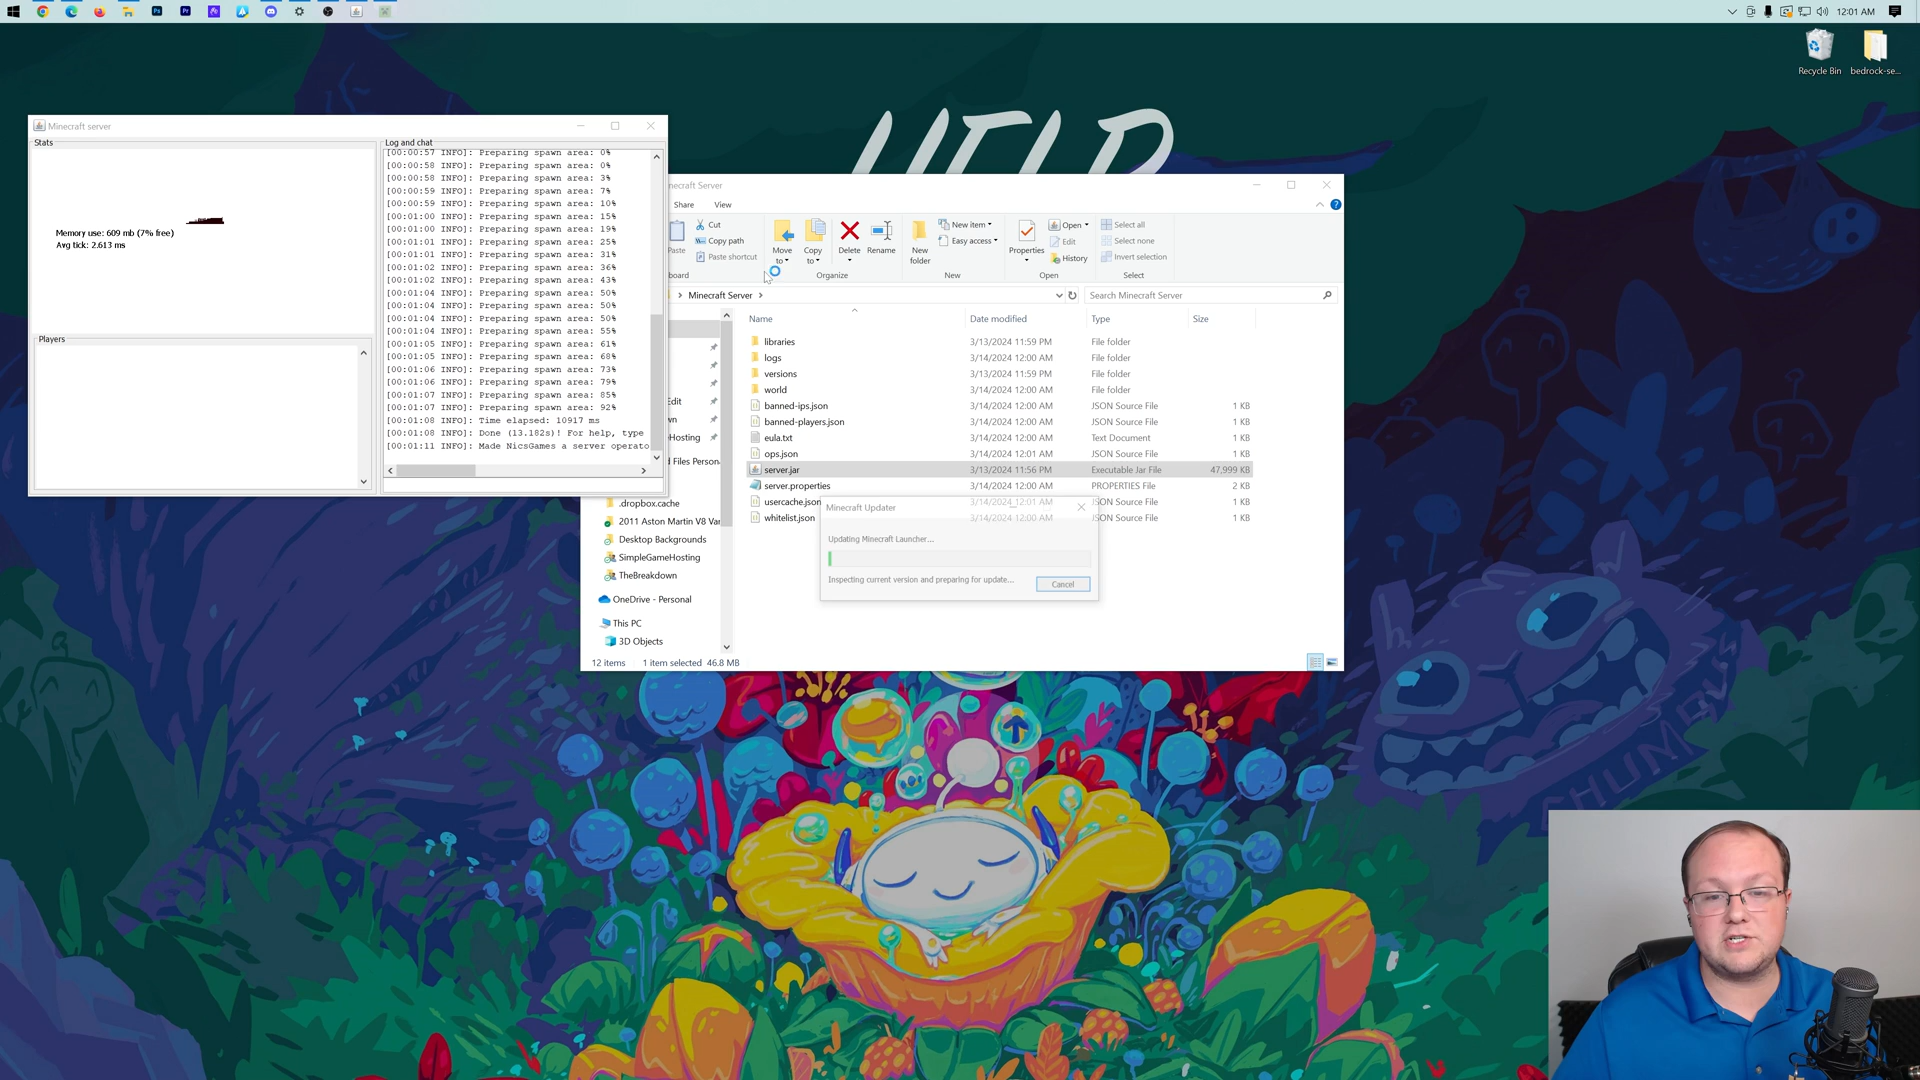 12:01 AM
Recycle Bin
bedrock-se...
HELP
Minecraft server
Stats
Memory use: 609 mb (7% free)
Avg tick: 2.613 ms
Players
Log and chat
[00:00:57 INFO]: Preparing spawn area: 0%
[00:00:58 INFO]: Preparing spawn area: 0%
[00:00:58 INFO]: Preparing spawn area: 3%
[00:00:59 INFO]: Preparing spawn area: 7%
[00:00:59 INFO]: Preparing spawn area: 10%
[00:01:00 INFO]: Preparing spawn area: 15%
[00:01:00 INFO]: Preparing spawn area: 19%
[00:01:01 INFO]: Preparing spawn area: 25%
[00:01:01 INFO]: Preparing spawn area: 31%
[00:01:02 INFO]: Preparing spawn area: 36%
[00:01:02 INFO]: Preparing spawn area: 43%
[00:01:04 INFO]: Preparing spawn area: 50%
[00:01:04 INFO]: Preparing spawn area: 50%
[00:01:04 INFO]: Preparing spawn area: 50%
[00:01:04 INFO]: Preparing spawn area: 55%
[00:01:05 INFO]: Preparing spawn area: 61%
[00:01:05 INFO]: Preparing spawn area: 68%
[00:01:06 INFO]: Preparing spawn area: 73%
[00:01:06 INFO]: Preparing spawn area: 79%
[00:01:07 INFO]: Preparing spawn area: 85%
[00:01:07 INFO]: Preparing spawn area: 92%
[00:01:08 INFO]: Time elapsed: 10917 ms
[00:01:08 INFO]: Done (13.182s)! For help, type
[00:01:11 INFO]: Made NicsGames a server operato
necraft Server
Share View
Paste
Cut
Copy path
Paste shortcut
board
Move to
Copy to
Delete
Rename
Organize
New folder
New item
Easy access
New
Properties
Open
Edit
History
Open
Select all
Select none
Invert selection
Select
Minecraft Server
Search Minecraft Server
Name Date modified Type Size
libraries 3/13/2024 11:59 PM File folder
logs 3/14/2024 12:00 AM File folder
versions 3/13/2024 11:59 PM File folder
world 3/14/2024 12:00 AM File folder
banned-ips.json 3/14/2024 12:00 AM JSON Source File 1 KB
banned-players.json 3/14/2024 12:00 AM JSON Source File 1 KB
eula.txt 3/14/2024 12:00 AM Text Document 1 KB
ops.json 3/14/2024 12:01 AM JSON Source File 1 KB
server.jar 3/13/2024 11:56 PM Executable Jar File 47,999 KB
server.properties 3/14/2024 12:00 AM PROPERTIES File 2 KB
usercache.json 3/14/2024 12:01 AM JSON Source File 1 KB
whitelist.json 3/14/2024 12:00 AM JSON Source File 1 KB
Edit
wn
Hosting
d Files Person
.dropbox.cache
2011 Aston Martin V8 Var
Desktop Backgrounds
SimpleGameHosting
TheBreakdown
OneDrive - Personal
This PC
3D Objects
12 items 1 item selected 46.8 MB
Minecraft Updater
Updating Minecraft Launcher...
Inspecting current version and preparing for update...
Cancel